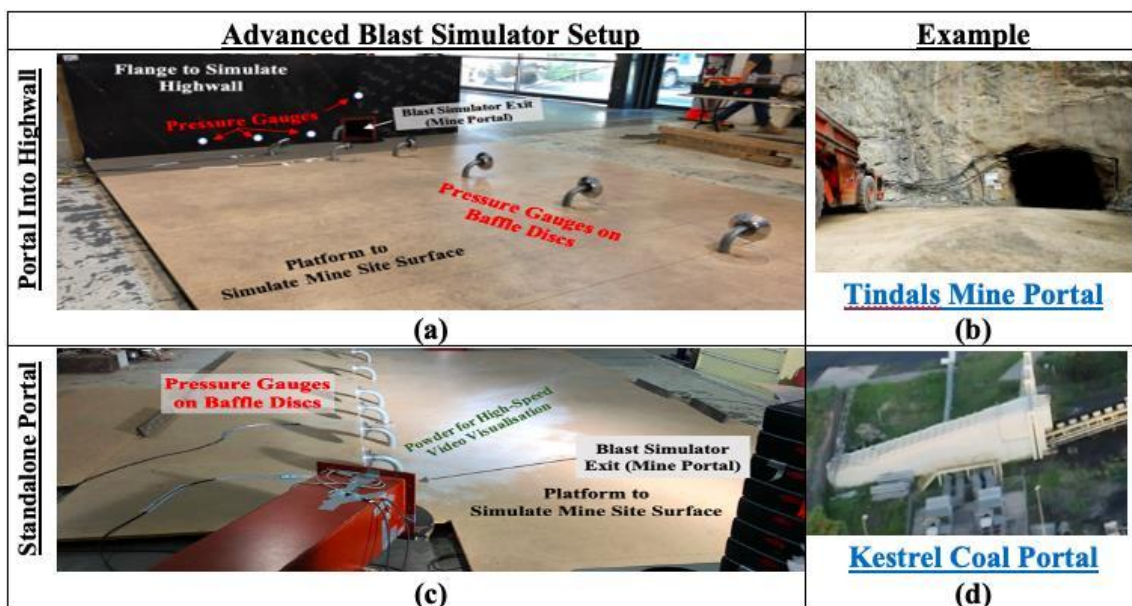 Advanced Blast Simulator Setup
Example
Portal Into Highwall
Flange to Simulate
Highwall
Pressure Gauges
Blast Simulator Exit
(Mine Portal)
Pressure Gauges on
Baffle Discs
Platform to
Simulate Mine Site Surface
(a)
Tindals Mine Portal
(b)
Standalone Portal
Pressure Gauges
on Baffle Discs
Powder for High-Speed
Video Visualisation
Blast Simulator
Exit (Mine Portal)
Platform to
Simulate Mine Site Surface
(c)
Kestrel Coal Portal
(d)